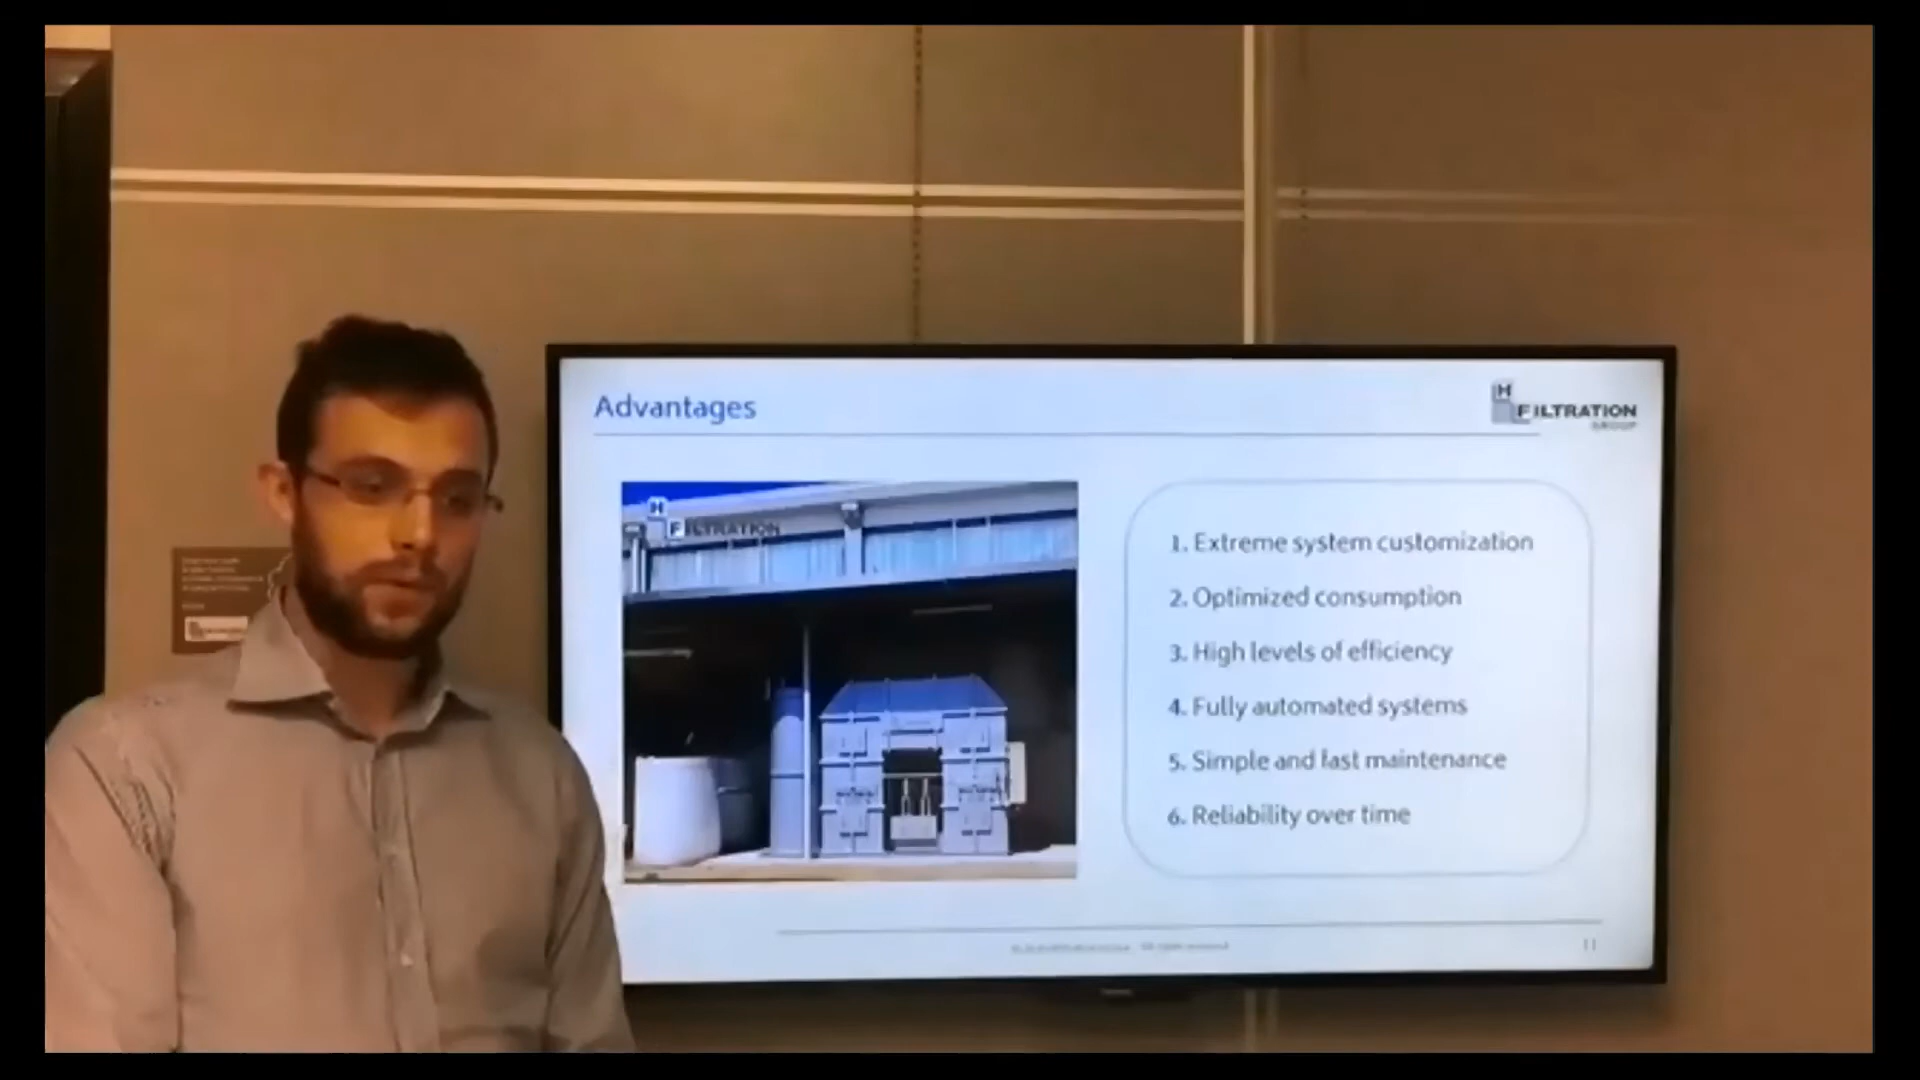 Advantages
H
FILTRATION
GROUP
H
FILTRATION
1. Extreme system customization
2. Optimized consumption
3. High levels of efficiency
4. Fully automated systems
5. Simple and fast maintenance
6. Reliability over time
11